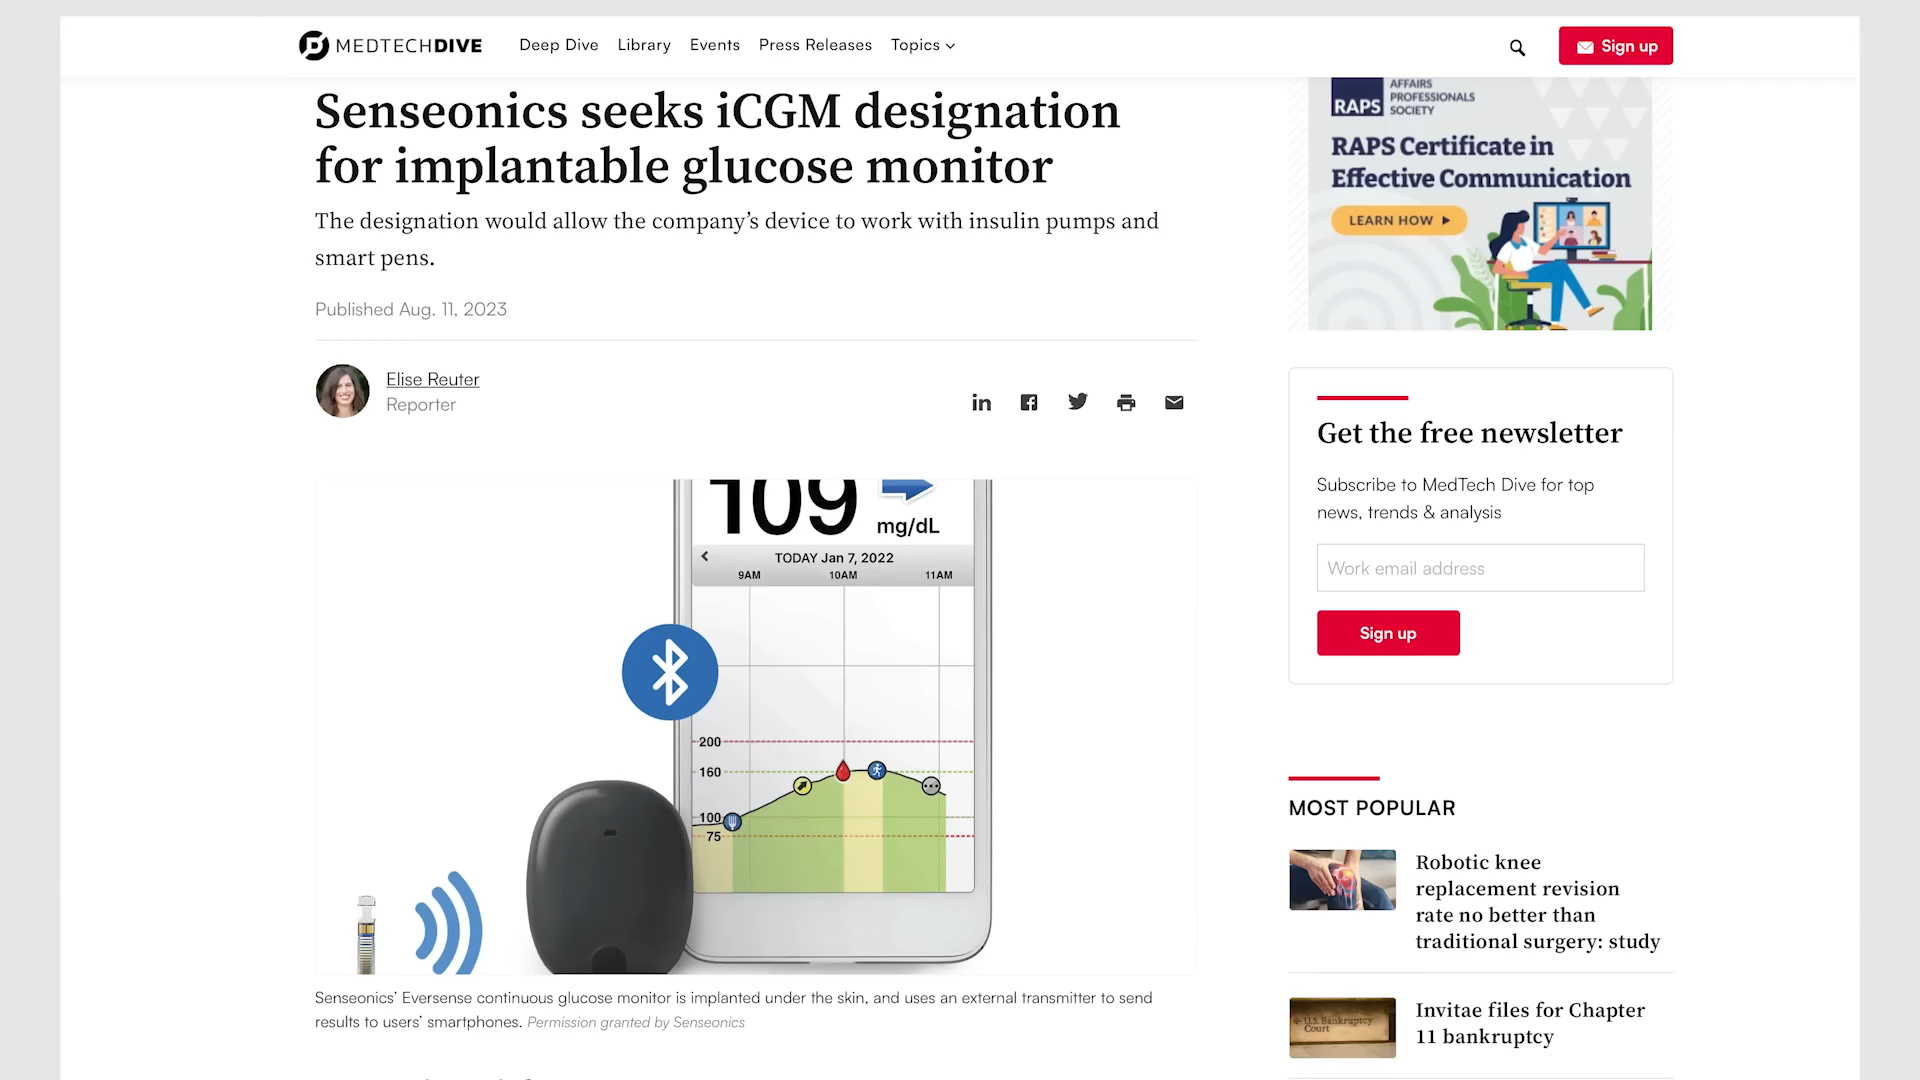 MEDTECHDIVE
Deep Dive
Library
Events
Press Releases
Topics
Sign up
Senseonics seeks iCGM designation
for implantable glucose monitor
The designation would allow the company’s device to work with insulin pumps and
smart pens.
Published Aug. 11, 2023
Elise Reuter
Reporter
109
mg/dL
TODAY Jan 7, 2022
9AM
10AM
11AM
200
160
100
75
Senseonics’ Eversense continuous glucose monitor is implanted under the skin, and uses an external transmitter to send
results to users’ smartphones. Permission granted by Senseonics
RAPS
AFFAIRS
PROFESSIONALS
SOCIETY
RAPS Certificate in
Effective Communication
LEARN HOW
Get the free newsletter
Subscribe to MedTech Dive for top
news, trends & analysis
Work email address
Sign up
MOST POPULAR
Robotic knee
replacement revision
rate no better than
traditional surgery: study
U.S. Bankruptcy
Court
Invitae files for Chapter
11 bankruptcy